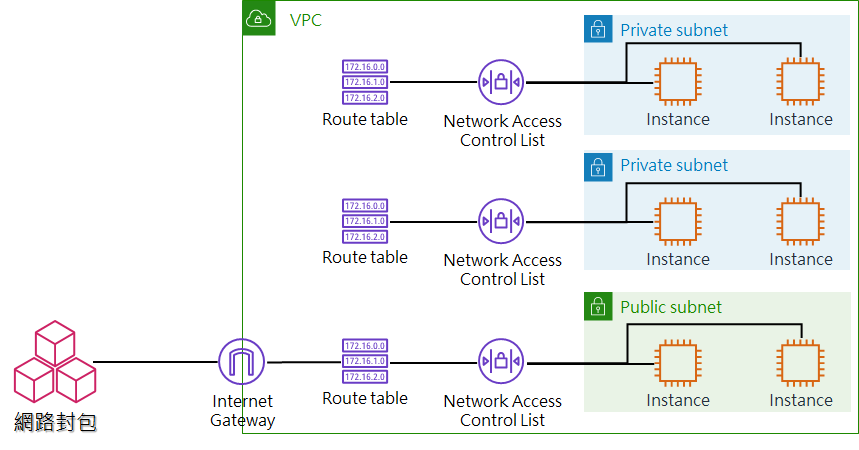 VPC
Private subnet
172.16.0.0
172.16.1.0
172.16.2.0
Route table
Network Access
Control List
Instance
Instance
Private subnet
172.16.0.0
172.16.1.0
172.16.2.0
Route table
Network Access
Control List
Instance
Instance
Public subnet
172.16.0.0
172.16.1.0
172.16.2.0
Route table
Network Access
Control List
Instance
Instance
Internet
Gateway
網路封包